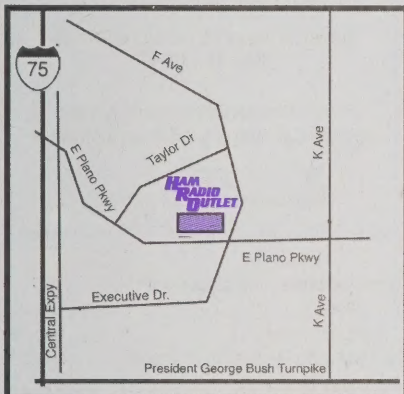 75
F Ave
K Ave
Taylor Dr
E Plano Pkwy
HAM
RADIO
OUTLET
E Plano Pkwy
Executive Dr.
Central Expy
K Ave
President George Bush Turnpike